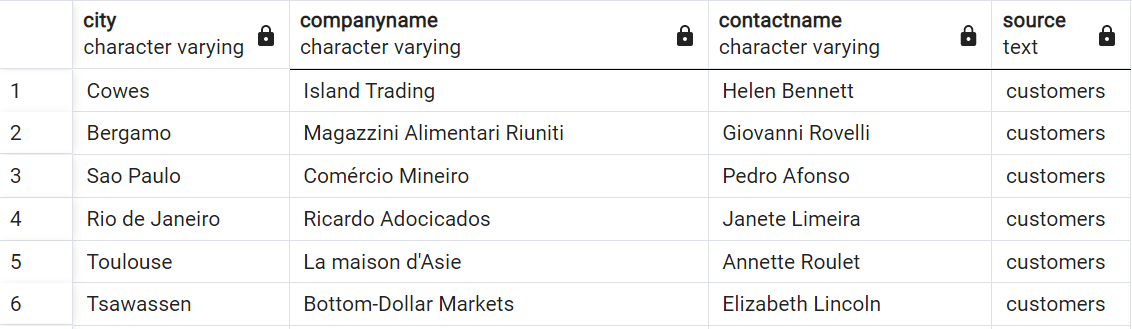 city companyname contactname source
character varying character varying character varying text
1 Cowes Island Trading Helen Bennett customers
2 Bergamo Magazzini Alimentari Riuniti Giovanni Rovelli customers
3 Sao Paulo Comércio Mineiro Pedro Afonso customers
4 Rio de Janeiro Ricardo Adocicados Janete Limeira customers
5 Toulouse La maison d'Asie Annette Roulet customers
6 Tsawassen Bottom-Dollar Markets Elizabeth Lincoln customers